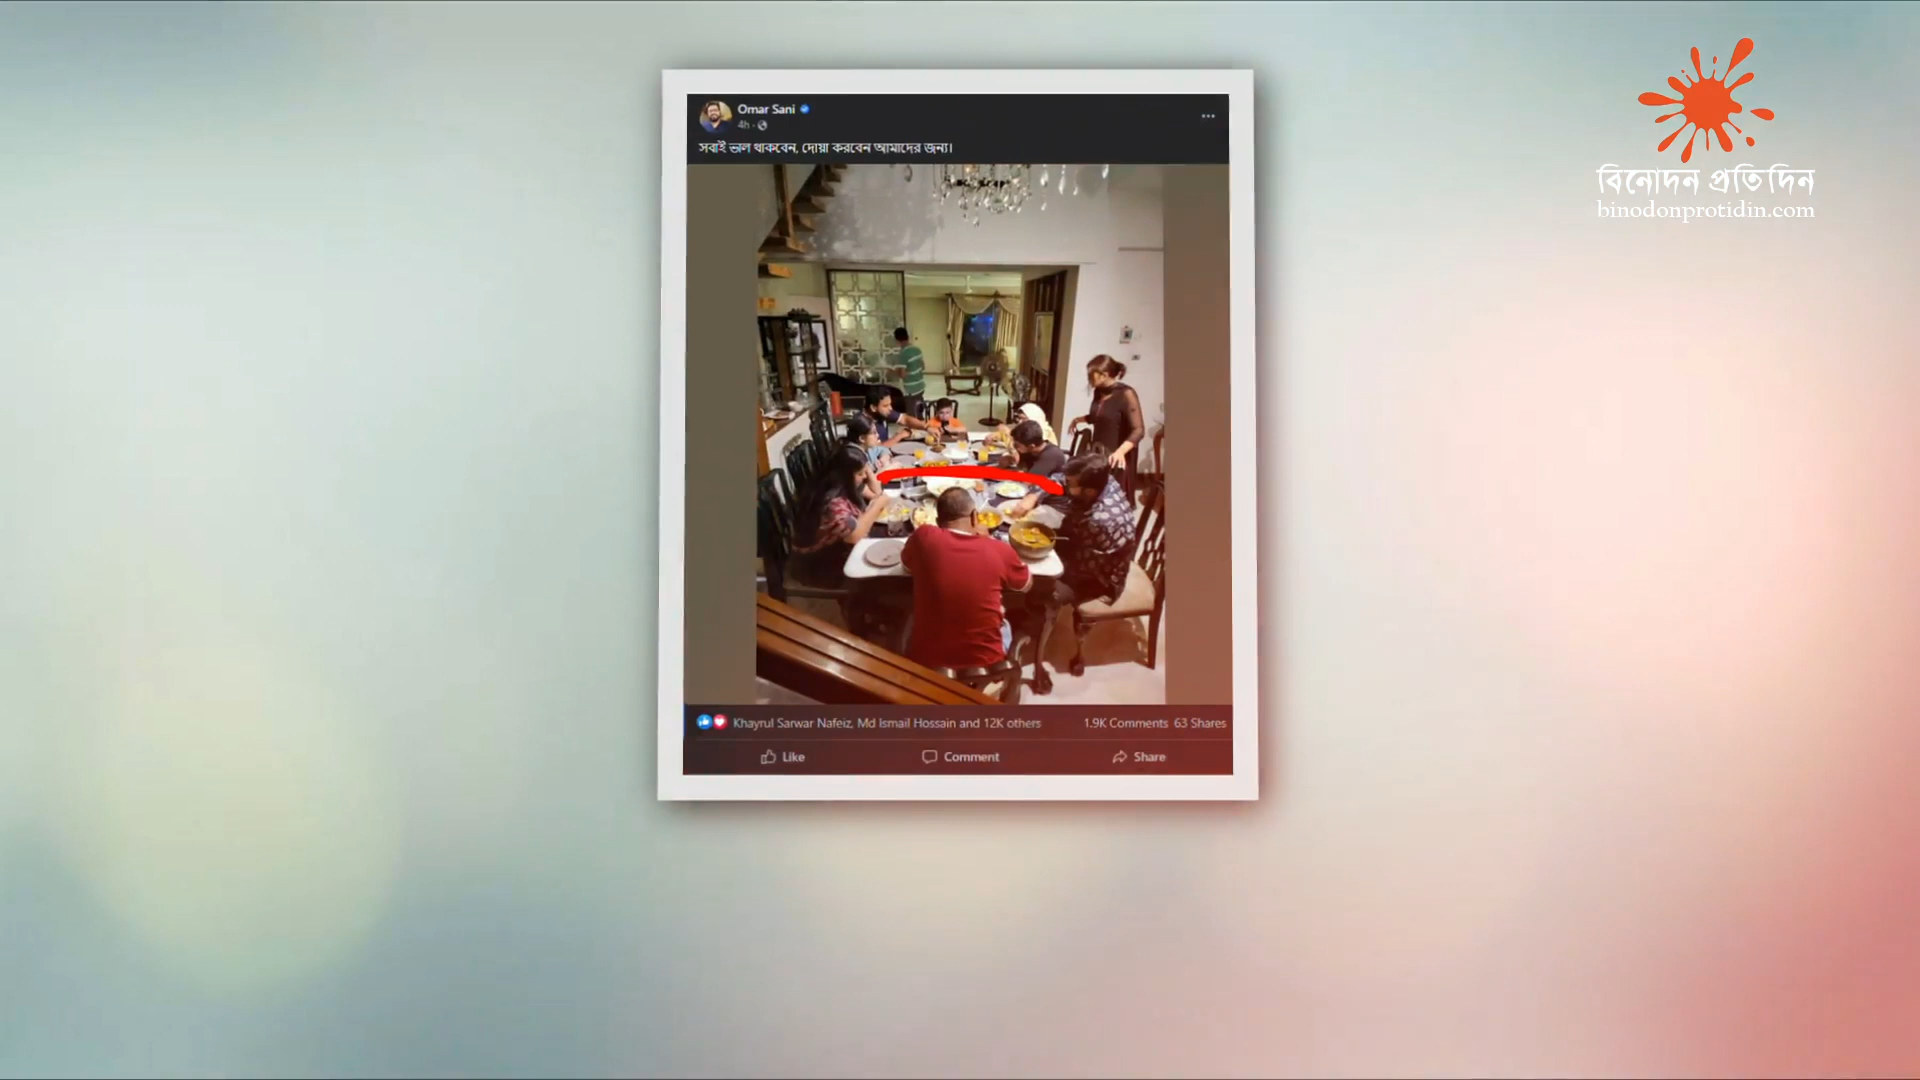 Omar Sani
4h
সবাই ভাল থাকবেন, দোয়া করবেন আমাদের জন্য।
Khayrul Sarwar Nafeiz, Md Ismail Hossain and 12K others
1.9K Comments 63 Shares
Like
Comment
Share
বিনোদন প্রতিদিন
binodonprotidin.com